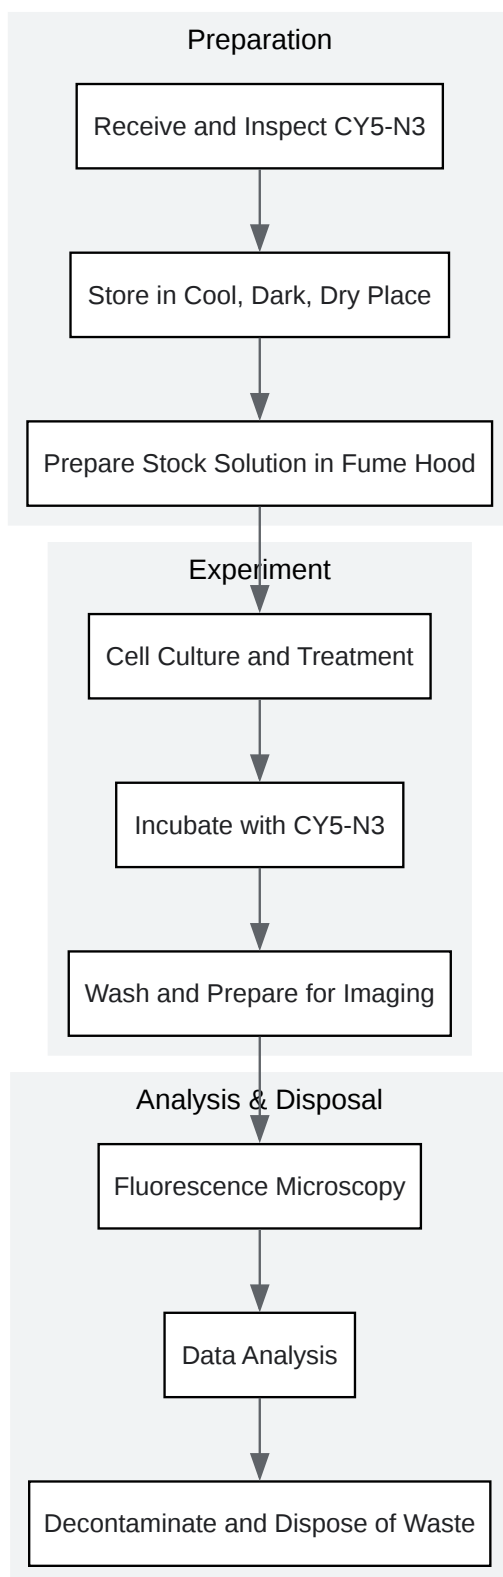 Preparation
Receive and Inspect CY5-N3
Store in Cool, Dark, Dry Place
Prepare Stock Solution in Fume Hood
Experiment
Cell Culture and Treatment
Incubate with CY5-N3
Wash and Prepare for Imaging
Analysis & Disposal
Fluorescence Microscopy
Data Analysis
Decontaminate and Dispose of Waste